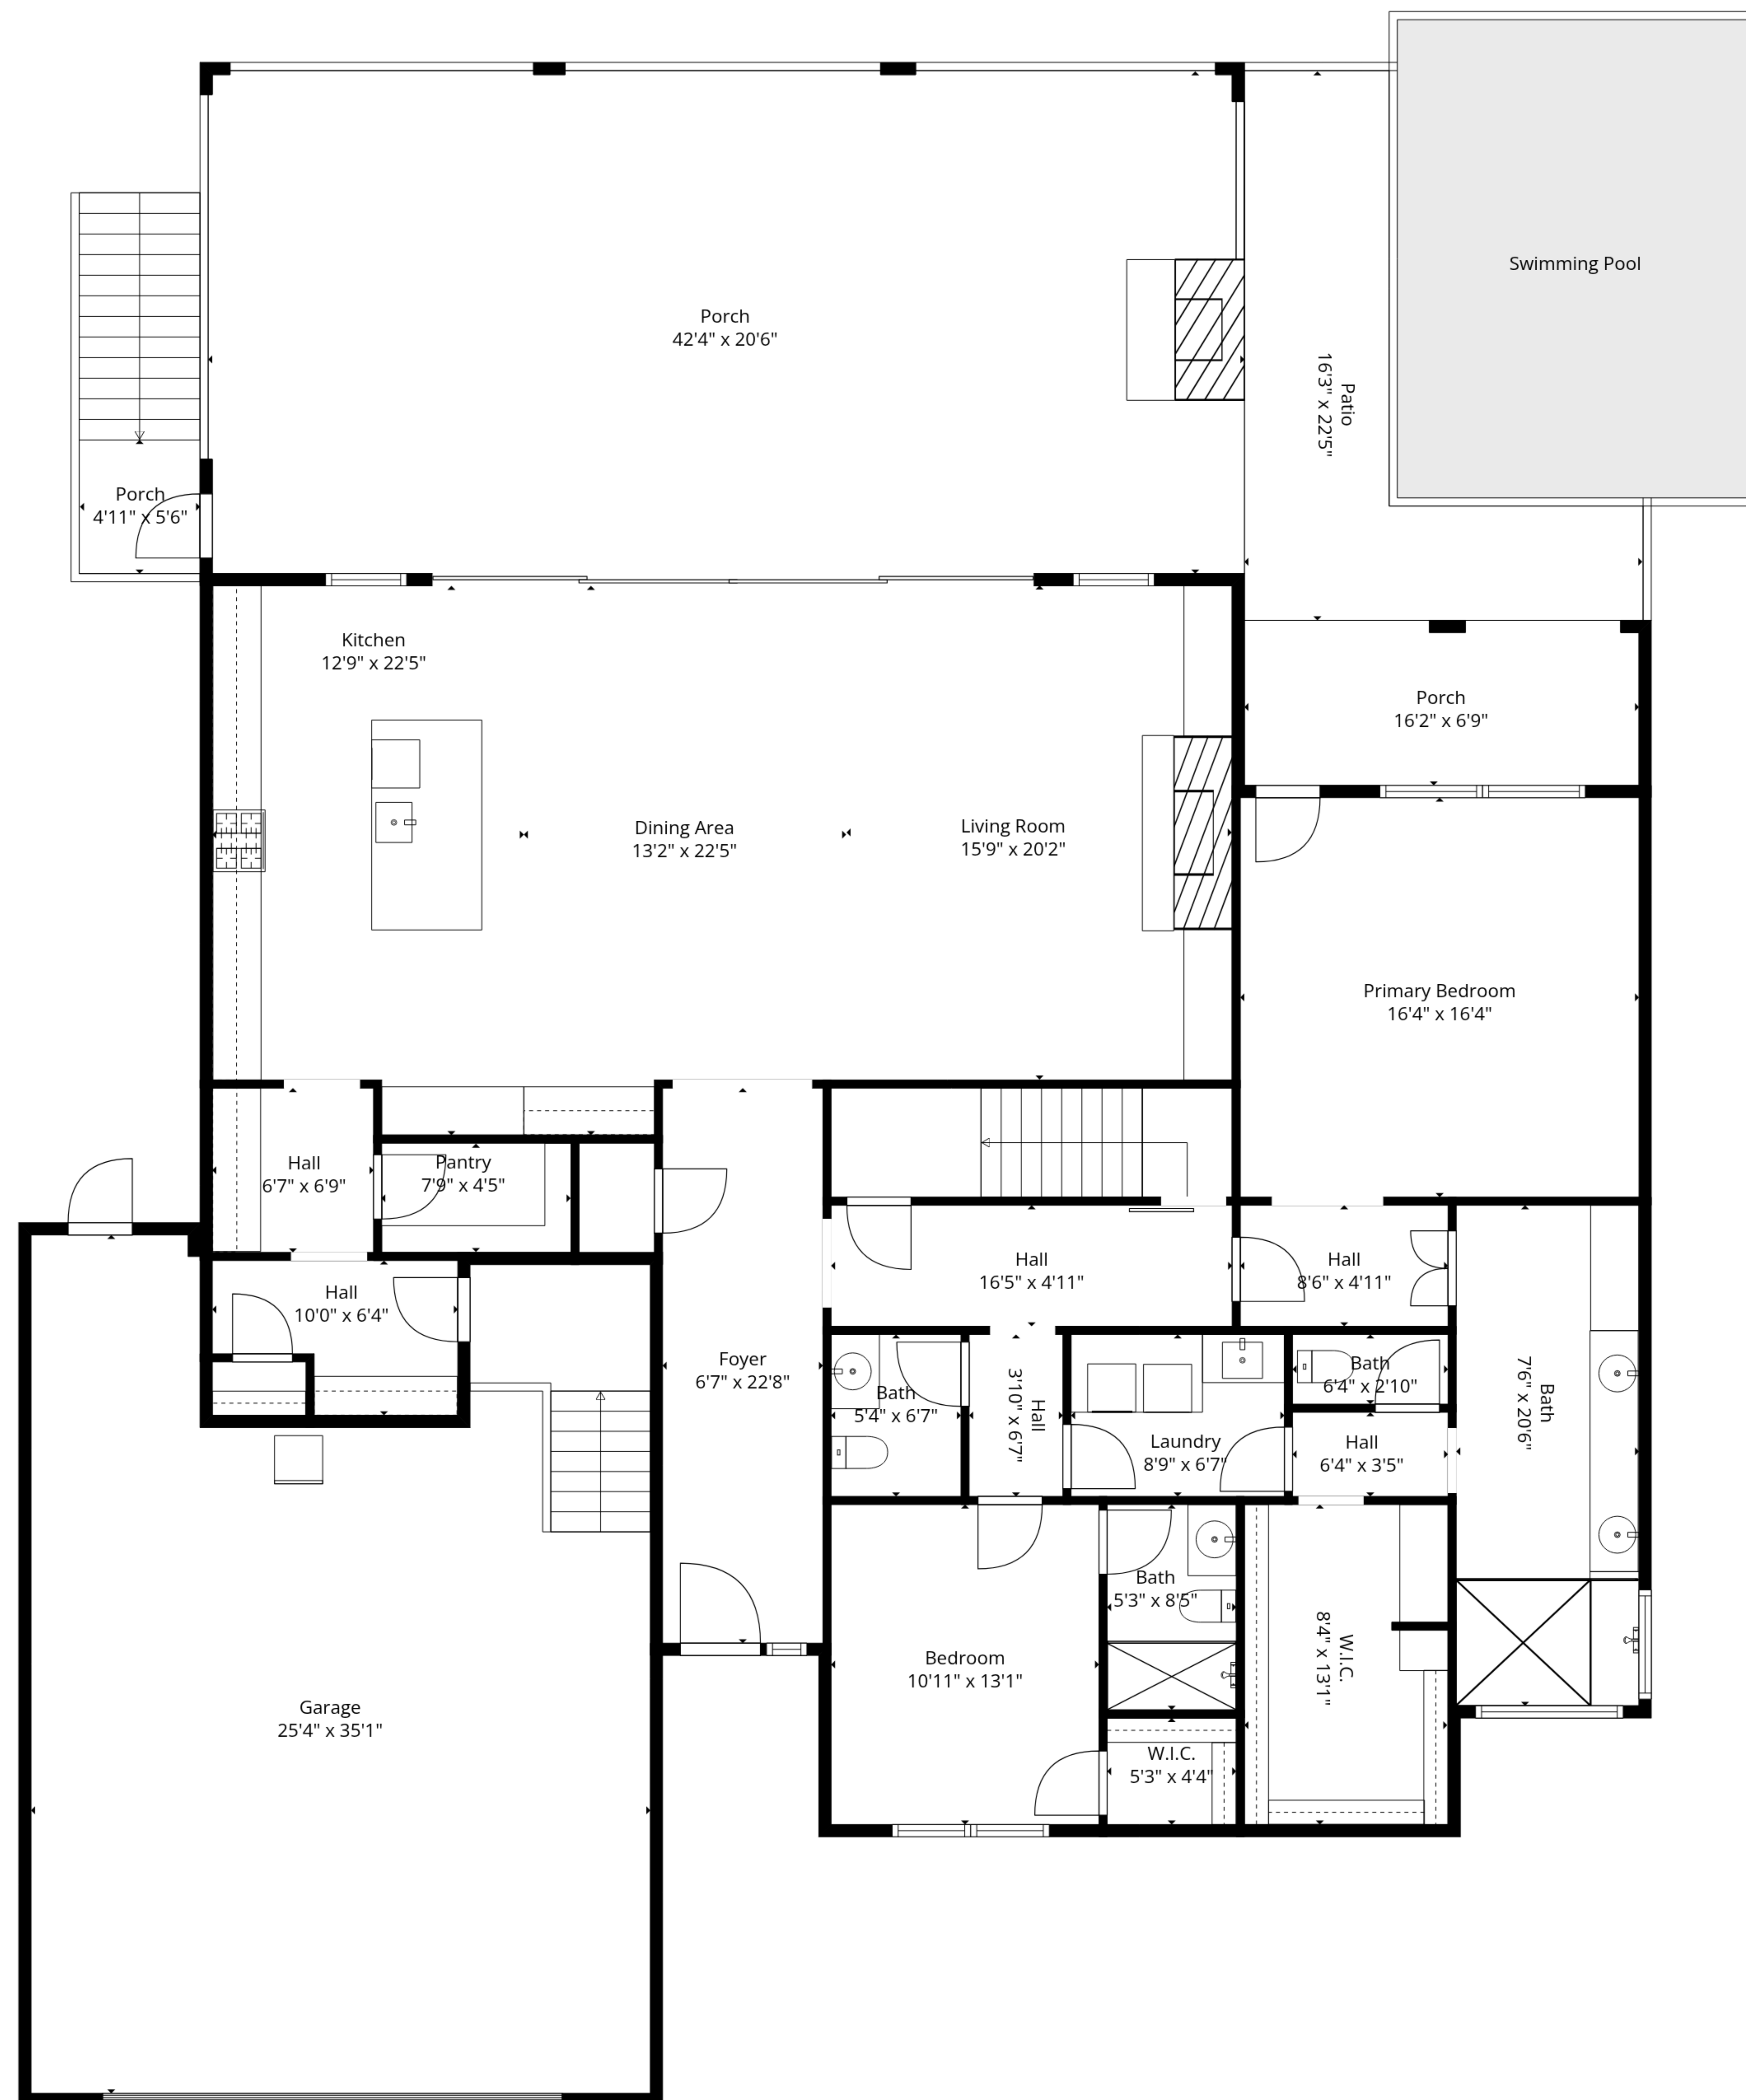 Swimming Pool
Porch
42'4" x 20'6"
Patio
16'3" x 22'5"
Porch
4'11" x 5'6"
Kitchen
12'9" x 22'5"
Porch
16'2" x 6'9"
Dining Area
13'2" x 22'5"
Living Room
15'9" x 20'2"
Primary Bedroom
16'4" x 16'4"
Hall
6'7" x 6'9"
Pantry
7'9" x 4'5"
Hall
16'5" x 4'11"
Hall
8'6" x 4'11"
Hall
10'0" x 6'4"
Foyer
6'7" x 22'8"
Bath
5'4" x 6'7"
Hall
3'10" x 6'7"
Laundry
8'9" x 6'7"
Bath
6'4" x 2'10"
Hall
6'4" x 3'5"
Bath
7'6" x 20'6"
Bath
5'3" x 8'5"
Bedroom
10'11" x 13'1"
W.I.C.
8'4" x 13'1"
W.I.C.
5'3" x 4'4"
Garage
25'4" x 35'1"